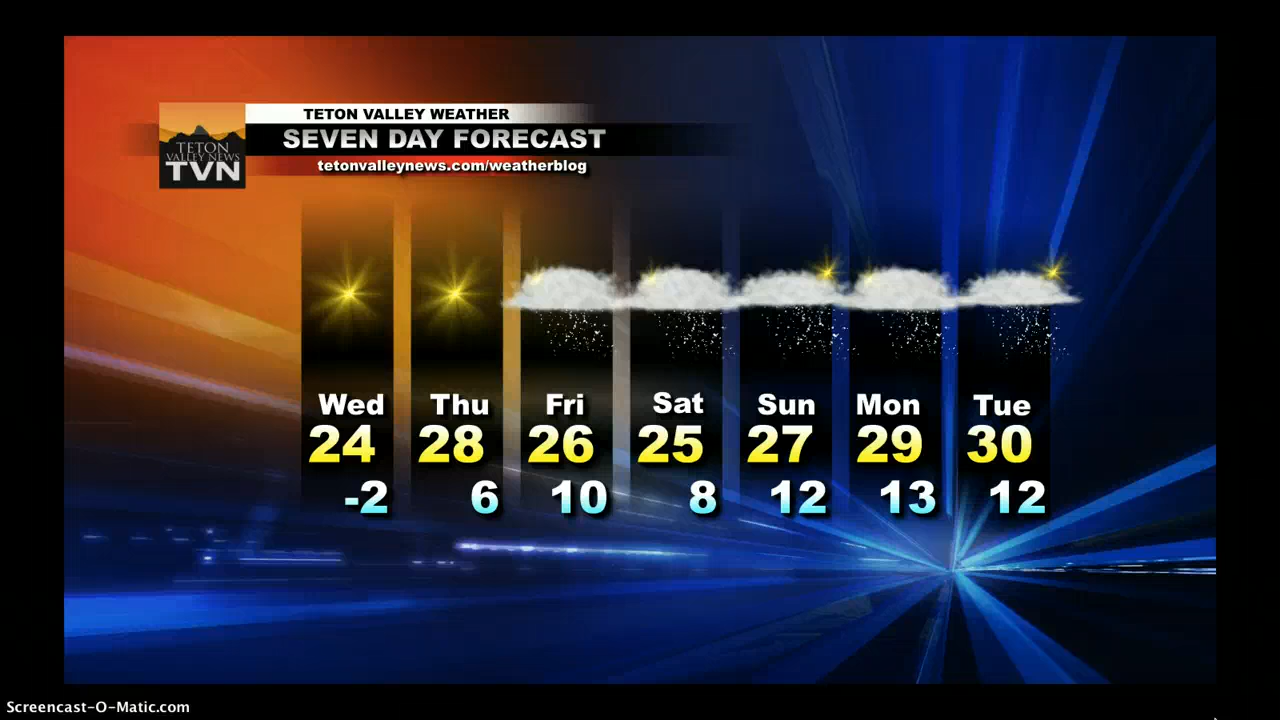 TETON VALLEY WEATHER
SEVEN DAY FORECAST
tetonvalleynews.com/weatherblog
TETON
VALLEY NEWS
TVN
Wed Thu Fri Sat Sun Mon Tue
24 28 26 25 27 29 30
-2 6 10 8 12 13 12
Screencast-O-Matic.com